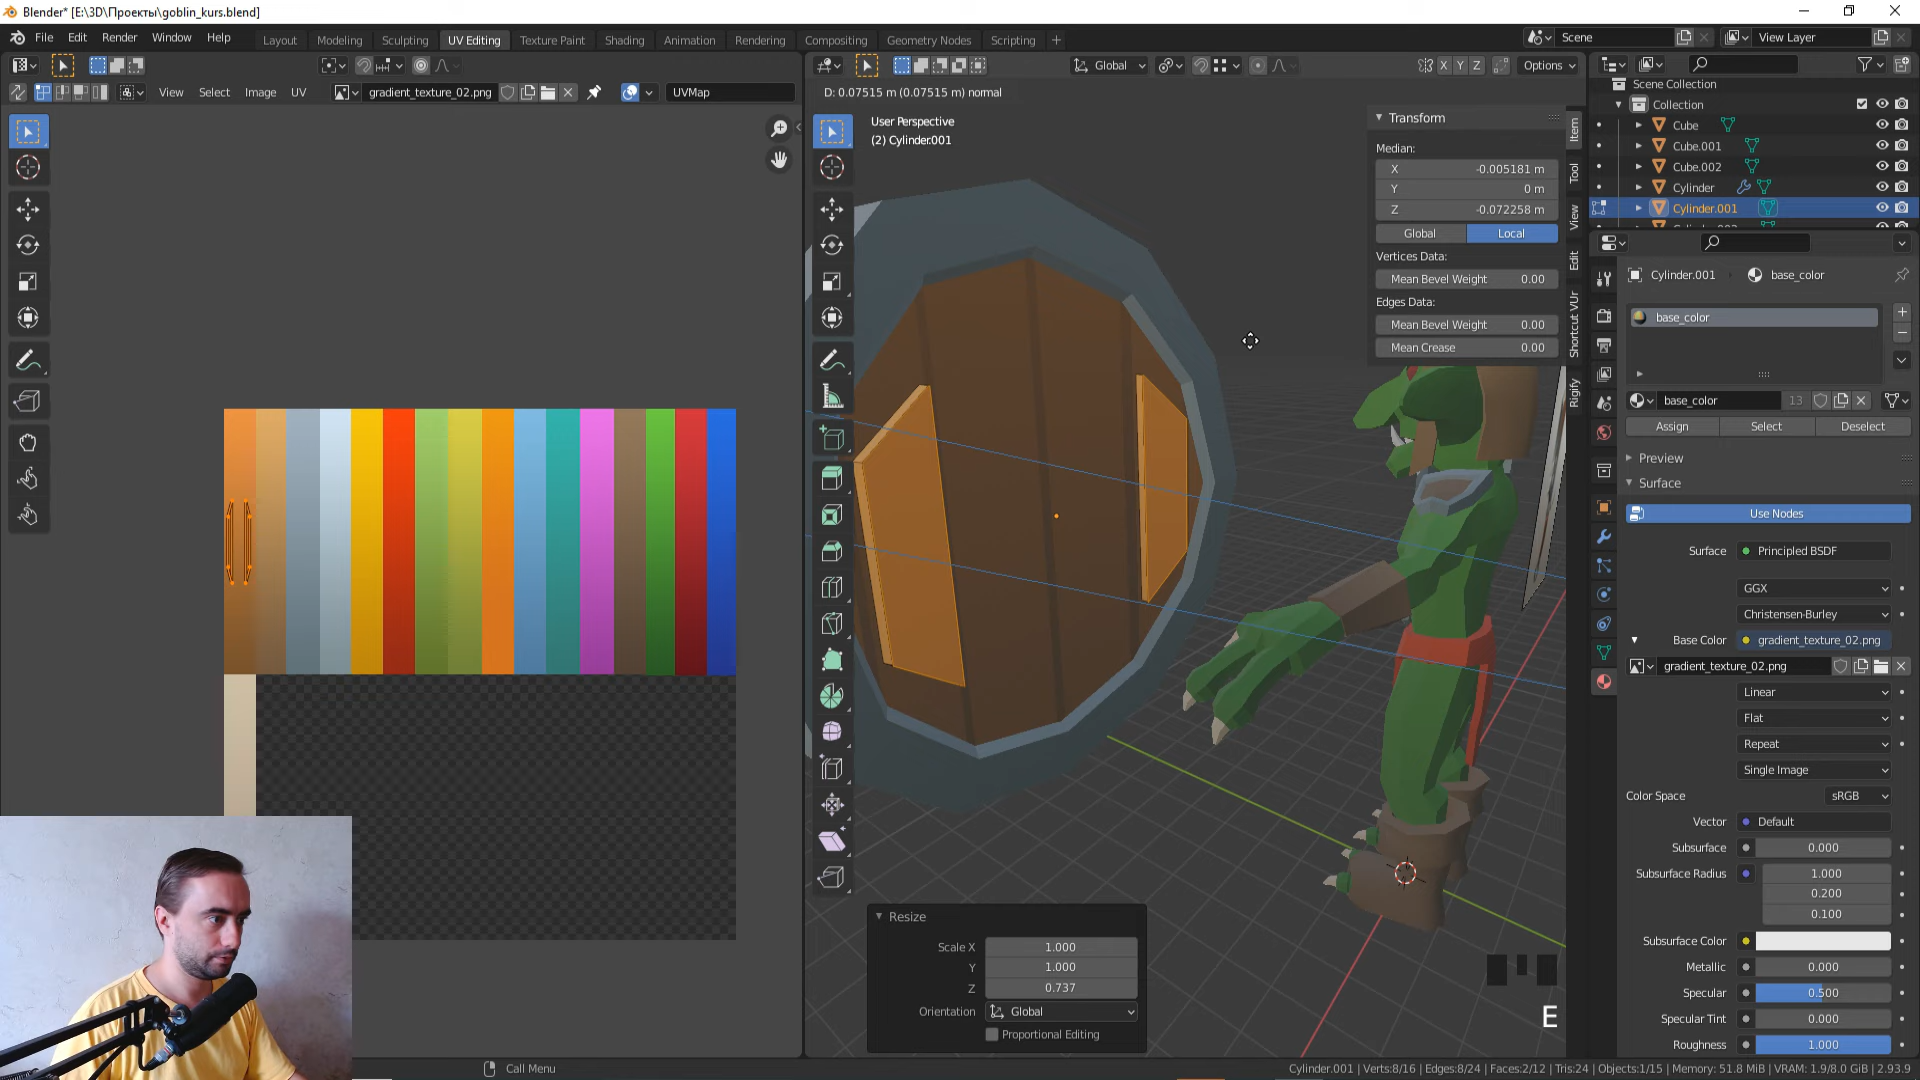 Blender* [E:\3D\Проекты\goblin_kurs.blend]
File Edit Render Window Help
Layout Modeling Sculpting UV Editing Texture Paint Shading Animation Rendering Compositing Geometry Nodes Scripting +
Scene
View Layer
Global
X Y Z
Options
View Select Image UV
gradient_texture_02.png
UVMap
D: 0.07515 m (0.07515 m) normal
User Perspective
(2) Cylinder.001
Transform
Median:
X -0.005181 m
Y 0 m
Z -0.072258 m
Global Local
Vertices Data:
Mean Bevel Weight 0.00
Edges Data:
Mean Bevel Weight 0.00
Mean Crease 0.00
Item
Tool
View
Edit
Shortcut VUr
Rigify
Scene Collection
Collection
Cube
Cube.001
Cube.002
Cylinder
Cylinder.001
Cylinder.001 base_color
base_color
base_color 13
Assign Select Deselect
Preview
Surface
Use Nodes
Surface Principled BSDF
GGX
Christensen-Burley
Base Color gradient_texture_02.png
gradient_texture_02.png
Linear
Flat
Repeat
Single Image
Color Space sRGB
Vector Default
Subsurface 0.000
Subsurface Radius 1.000
0.200
0.100
Subsurface Color
Metallic 0.000
Specular 0.500
Specular Tint 0.000
Roughness 1.000
Resize
Scale X 1.000
Y 1.000
Z 0.737
Orientation Global
Proportional Editing
E
Call Menu
Cylinder.001 | Verts:8/16 | Edges:8/24 | Faces:2/12 | Tris:24 | Objects:1/15 | Memory: 51.8 MiB | VRAM: 1.9/8.0 GiB | 2.93.9